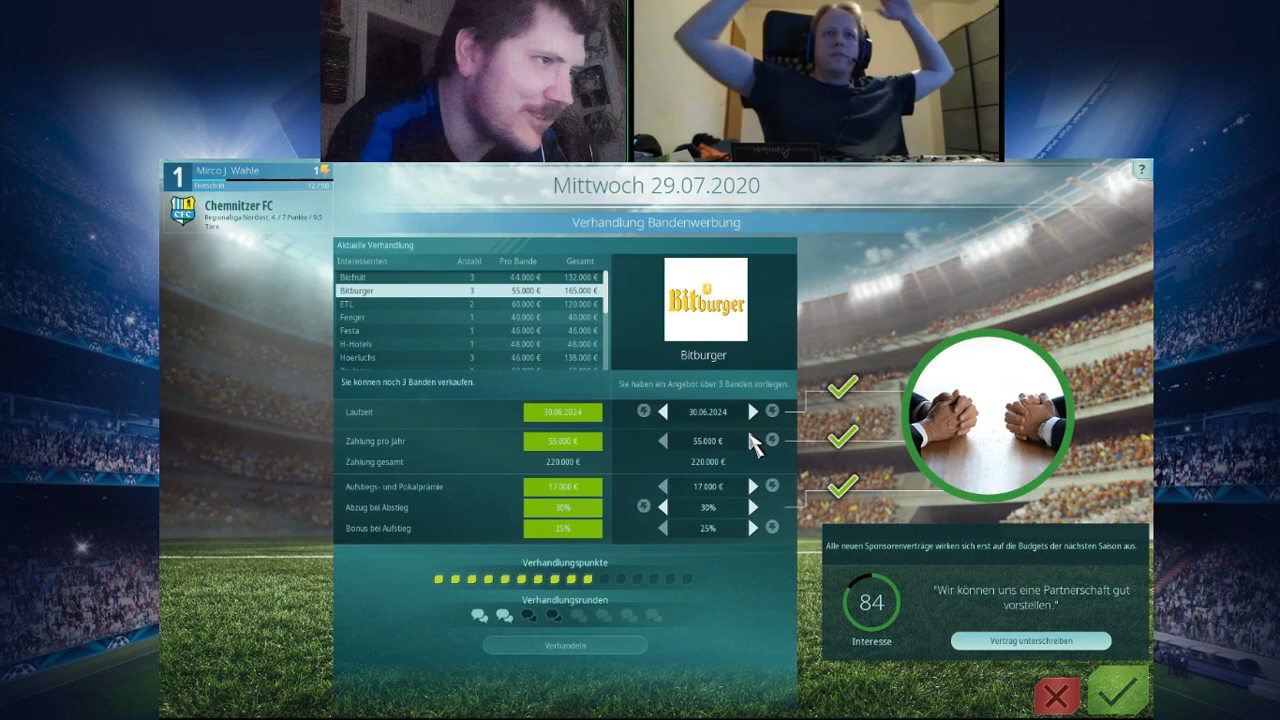 1
Mirco J. Wahle
1
Fortschritt
12 / 50
Chemnitzer FC
Regionalliga Nordost, 4. / 7 Punkte / 9:5
Tore
CFC
Mittwoch 29.07.2020
?
Verhandlung Bandenwerbung
Aktuelle Verhandlung
Interessenten Anzahl Pro Bande Gesamt
Biofruit 3 44.000 € 132.000 €
Bitburger 3 55.000 € 165.000 €
ETL 2 60.000 € 120.000 €
Fenger 1 40.000 € 40.000 €
Festa 1 46.000 € 46.000 €
H-Hotels 1 48.000 € 48.000 €
Hoerluchs 3 46.000 € 138.000 €
Bitburger
Bitburger
Sie können noch 3 Banden verkaufen.
Sie haben ein Angebot über 3 Banden vorliegen.
Laufzeit 30.06.2024 30.06.2024
Zahlung pro Jahr 55.000 € 55.000 €
Zahlung gesamt 220.000 € 220.000 €
Aufstiegs- und Pokalprämie 17.000 € 17.000 €
Abzug bei Abstieg 30% 30%
Bonus bei Aufstieg 25% 25%
Verhandlungspunkte
Verhandlungsrunden
Verhandeln
Alle neuen Sponsorenverträge wirken sich erst auf die Budgets der nächsten Saison aus.
84
Interesse
"Wir können uns eine Partnerschaft gut
vorstellen."
Vertrag unterschreiben